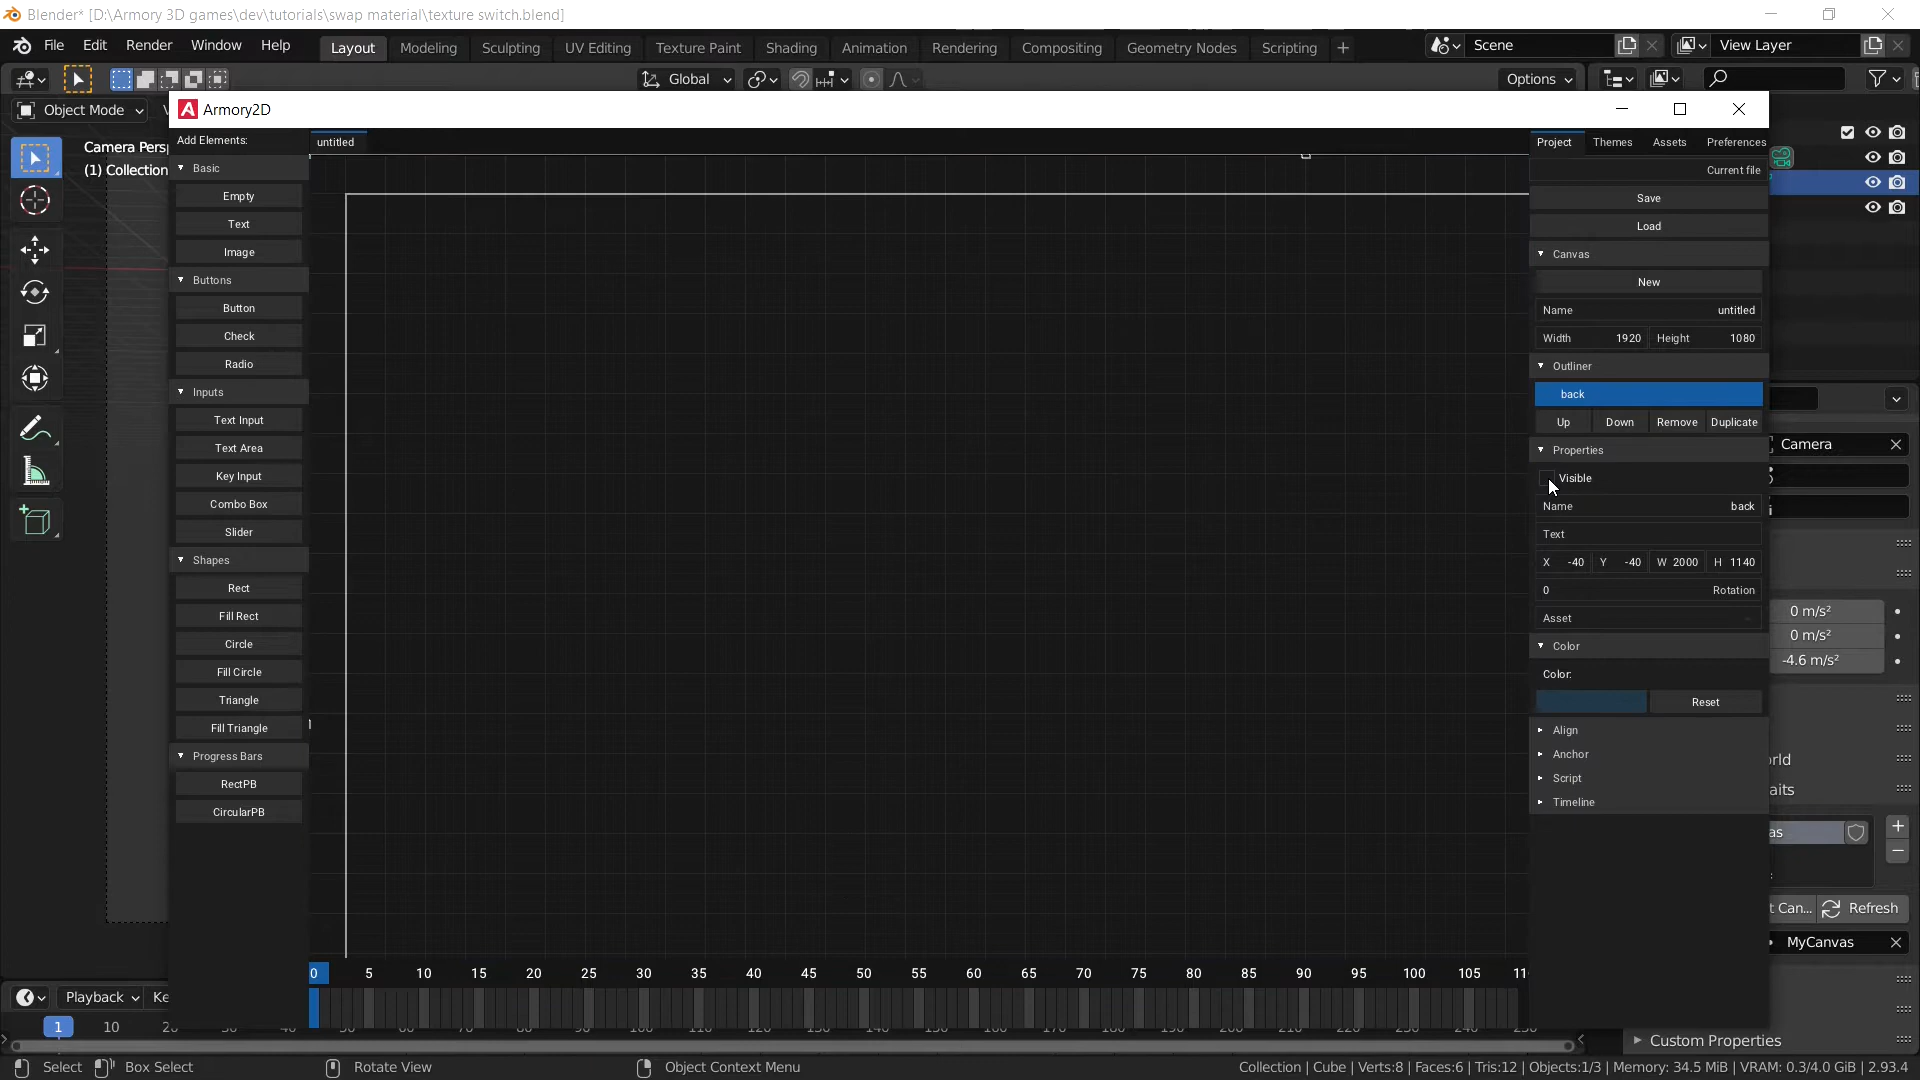 Blender* [D:\Armory 3D games\dev\tutorials\swap material\texture switch.blend]
File Edit Render Window Help
Layout Modeling Sculpting UV Editing Texture Paint Shading Animation Rendering Compositing Geometry Nodes Scripting +
Scene
View Layer
Global
Options
Object Mode
Armory2D
Camera Pers
(1) Collection
Add Elements:
Basic
Empty
Text
Image
Buttons
Button
Check
Radio
Inputs
Text Input
Text Area
Key Input
Combo Box
Slider
Shapes
Rect
Fill Rect
Circle
Fill Circle
Triangle
Fill Triangle
Progress Bars
RectPB
CircularPB
untitled
Project Themes Assets Preferences
Current file
Save
Load
Canvas
New
Name untitled
Width 1920 Height 1080
Outliner
back
Up Down Remove Duplicate
Properties
Visible
Name back
Text
X -40 Y -40 W 2000 H 1140
0 Rotation
Asset
Color
Color:
Reset
Align
Anchor
Script
Timeline
Camera
0 m/s²
0 m/s²
-4.6 m/s²
rld
aits
as
t Can... Refresh
MyCanvas
Custom Properties
0 5 10 15 20 25 30 35 40 45 50 55 60 65 70 75 80 85 90 95 100 105 11
Playback Ke
1 10
Select Box Select Rotate View Object Context Menu
Collection | Cube | Verts:8 | Faces:6 | Tris:12 | Objects:1/3 | Memory: 34.5 MiB | VRAM: 0.3/4.0 GiB | 2.93.4